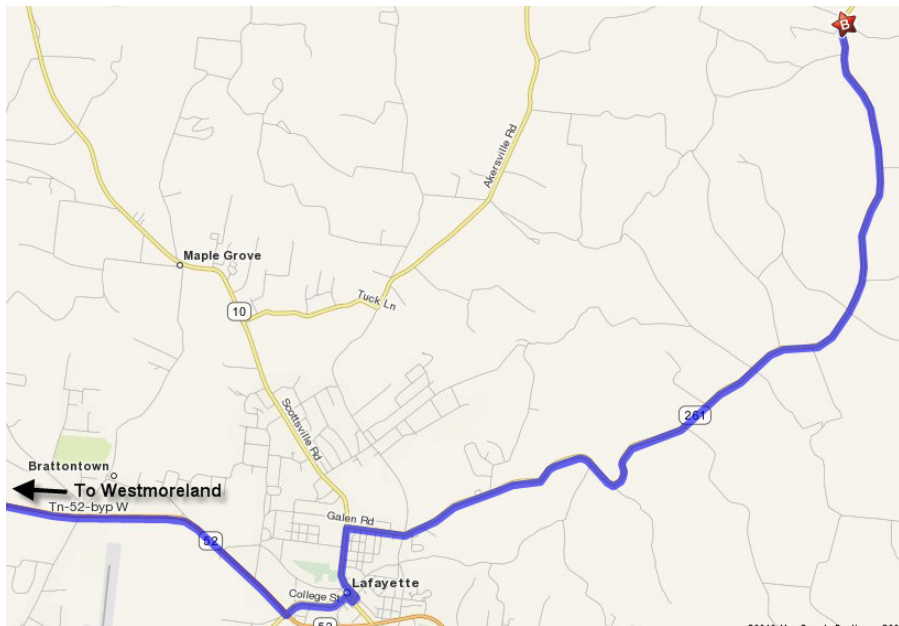 B
Akersville Rd
Maple Grove
Tuck Ln
10
Scottsville Rd
261
Brattontown
To Westmoreland
Tn-52-byp W
Galen Rd
52
Lafayette
College St
52